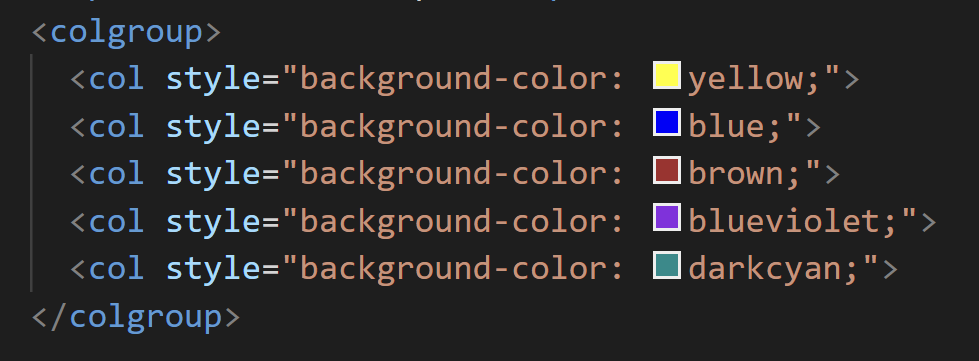 <colgroup>
<col style="background-color: yellow;">
<col style="background-color: blue;">
<col style="background-color: brown;">
<col style="background-color: blueviolet;">
<col style="background-color: darkcyan;">
</colgroup>